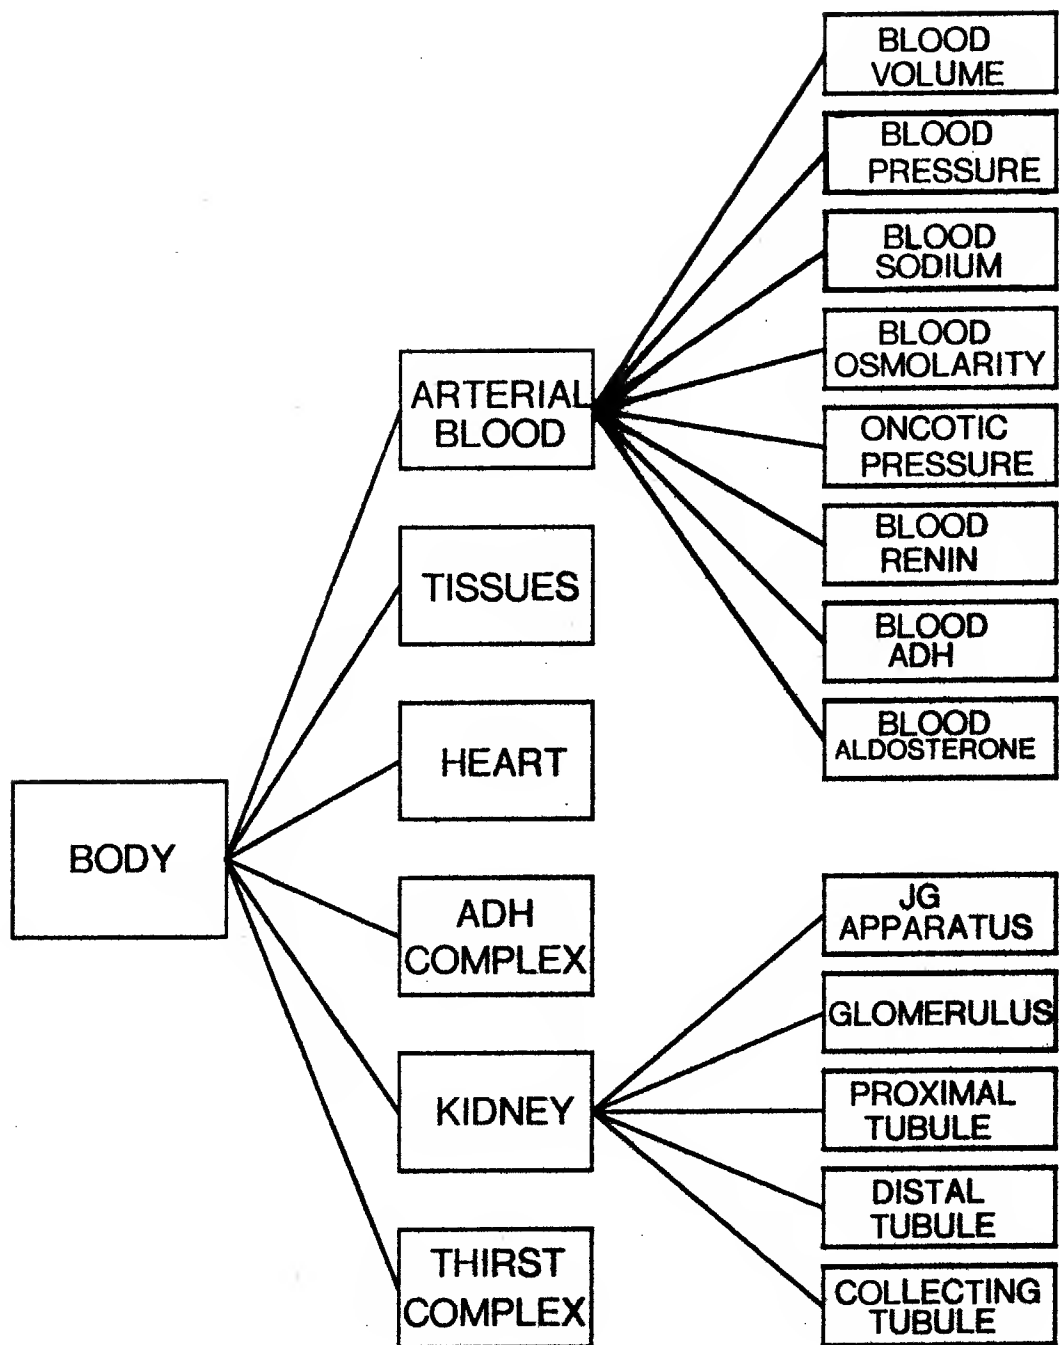 BODY
ARTERIAL
BLOOD
TISSUES
HEART
ADH
COMPLEX
KIDNEY
THIRST
COMPLEX
BLOOD
VOLUME
BLOOD
PRESSURE
BLOOD
SODIUM
BLOOD
OSMOLARITY
ONCOTIC
PRESSURE
BLOOD
RENIN
BLOOD
ADH
BLOOD
ALDOSTERONE
JG
APPARATUS
GLOMERULUS
PROXIMAL
TUBULE
DISTAL
TUBULE
COLLECTING
TUBULE